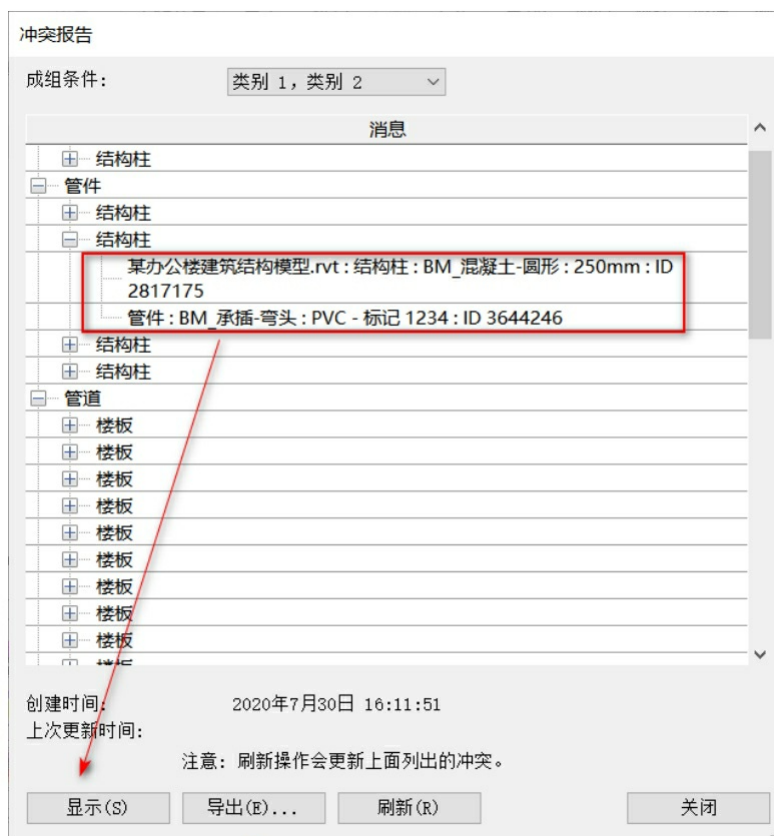 冲突报告
成组条件:
类别 1, 类别 2
消息
结构柱
管件
结构柱
结构柱
某办公楼建筑结构模型.rvt : 结构柱 : BM_混凝土-圆形 : 250mm : ID
2817175
管件 : BM_承插-弯头 : PVC - 标记 1234 : ID 3644246
结构柱
结构柱
管道
楼板
楼板
楼板
楼板
楼板
楼板
楼板
楼板
楼板
创建时间: 2020年7月30日 16:11:51
上次更新时间:
注意: 刷新操作会更新上面列出的冲突。
显示(S) 导出(E)... 刷新(R) 关闭